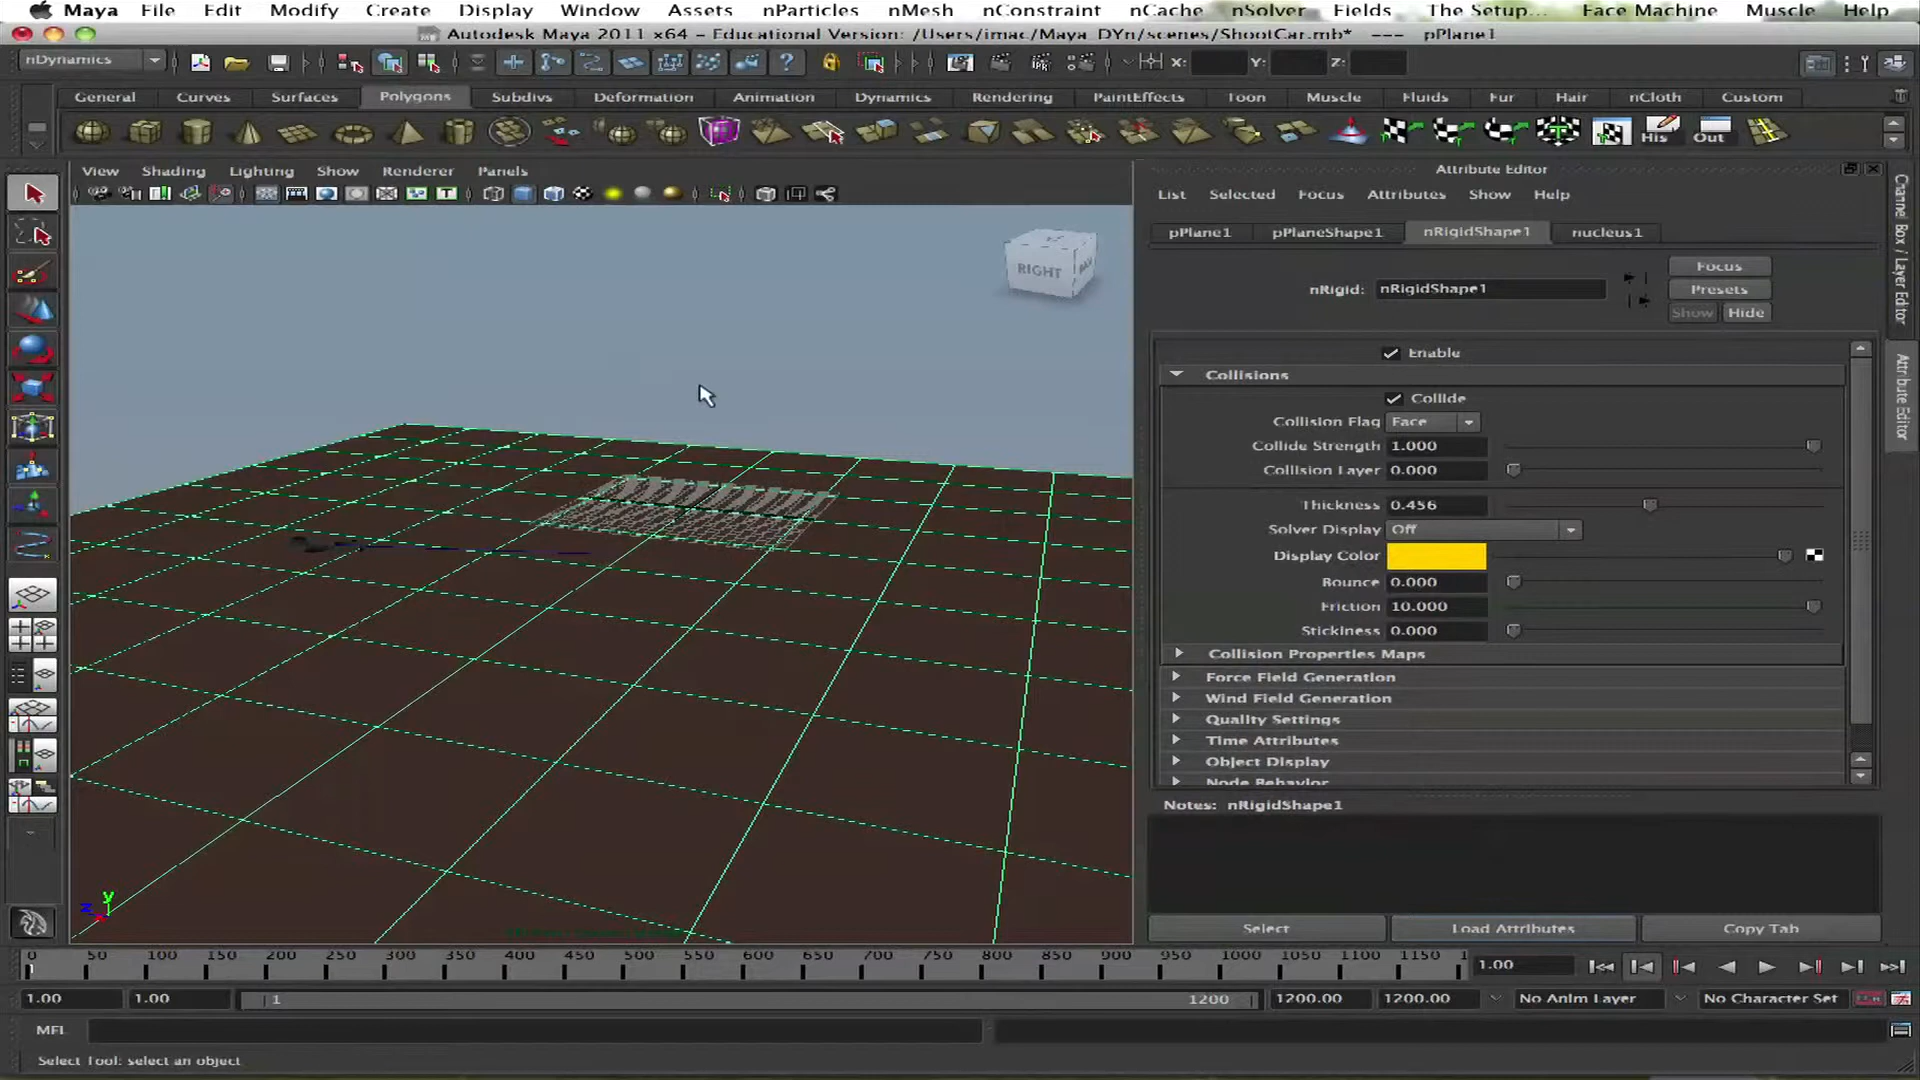 Maya File Edit Modify Create Display Window Assets nParticles nMesh nConstraint nCache nSolver Fields The Setup... Face Machine Muscle Help
Autodesk Maya 2011 x64 - Educational Version: /Users/imac/Maya_DYn/scenes/ShootCar.mb* --- pPlane1
nDynamics X: Y: Z:
General Curves Surfaces Polygons Subdivs Deformation Animation Dynamics Rendering PaintEffects Toon Muscle Fluids Fur Hair nCloth Custom
His Out
View Shading Lighting Show Renderer Panels
RIGHT
y
z
Attribute Editor
List Selected Focus Attributes Show Help
pPlane1 pPlaneShape1 nRigidShape1 nucleus1
nRigid: nRigidShape1
Focus
Presets
Show Hide
Enable
Collisions
Collide
Collision Flag Face
Collide Strength 1.000
Collision Layer 0.000
Thickness 0.456
Solver Display Off
Display Color
Bounce 0.000
Friction 10.000
Stickiness 0.000
Collision Properties Maps
Force Field Generation
Wind Field Generation
Quality Settings
Time Attributes
Object Display
Node Behavior
Notes: nRigidShape1
Select Load Attributes Copy Tab
Channel Box / Layer Editor
Attribute Editor
0 50 100 150 200 250 300 350 400 450 500 550 600 650 700 750 800 850 900 950 1000 1050 1100 1150 1.00
1.00 1.00 1 1200 1200.00 1200.00 No Anim Layer No Character Set
MEL
Select Tool: select an object